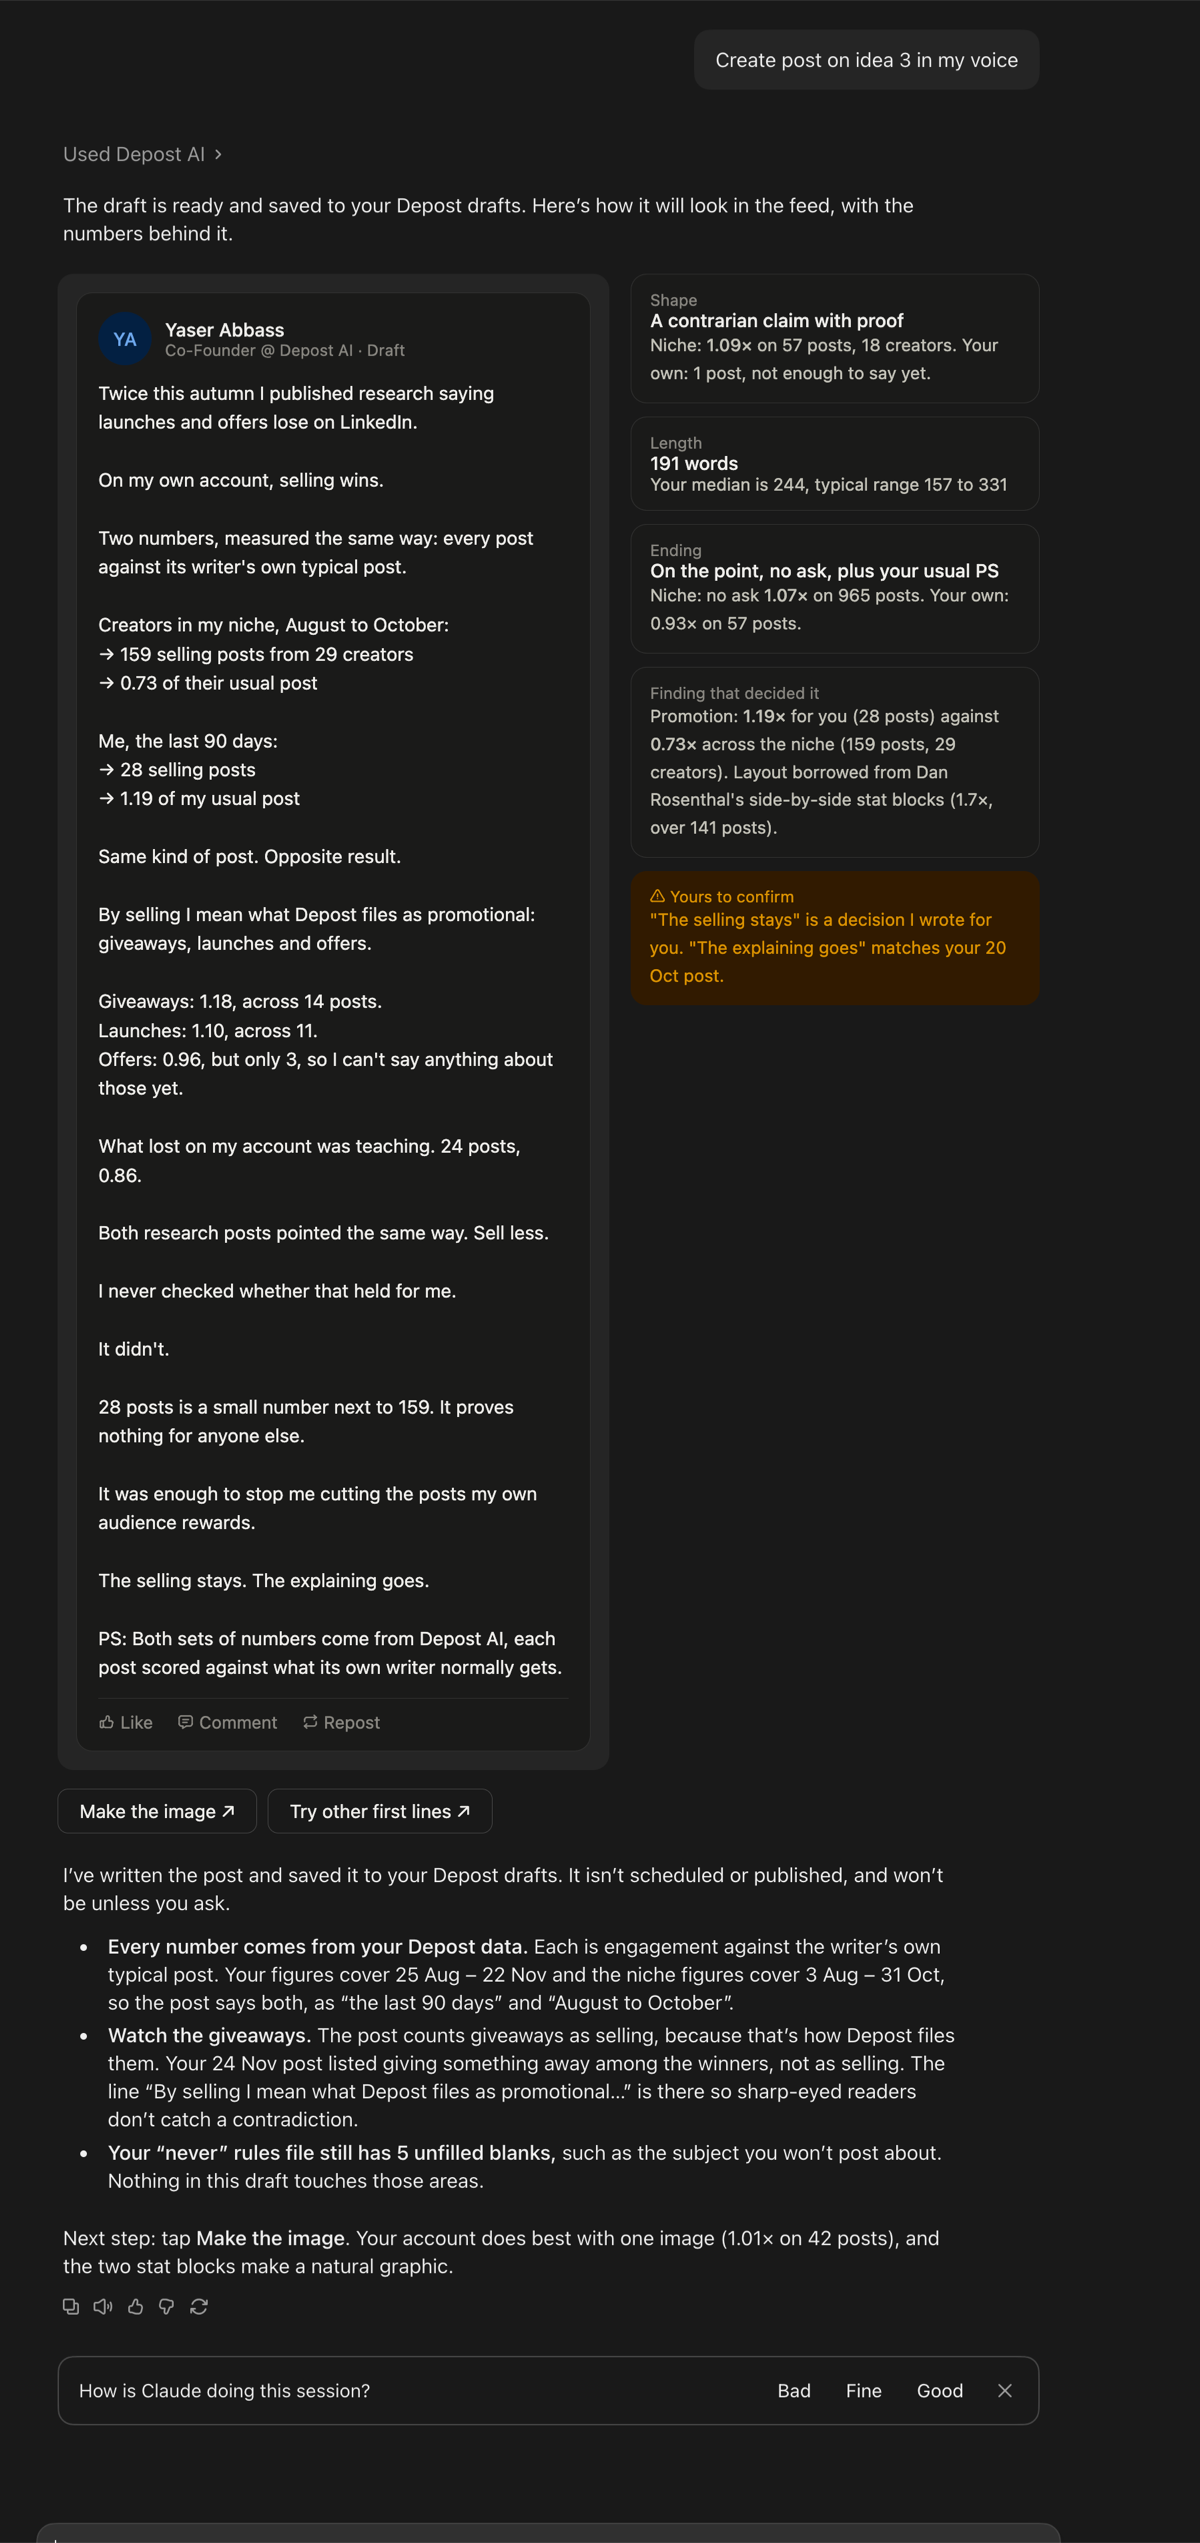 Create post on idea 3 in my voice
Used Depost AI >
The draft is ready and saved to your Depost drafts. Here's how it will look in the feed, with the
numbers behind it.
YA
Yaser Abbass
Co-Founder @ Depost AI · Draft
Twice this autumn I published research saying
launches and offers lose on LinkedIn.
On my own account, selling wins.
Two numbers, measured the same way: every post
against its writer's own typical post.
Creators in my niche, August to October:
→ 159 selling posts from 29 creators
→ 0.73 of their usual post
Me, the last 90 days:
→ 28 selling posts
→ 1.19 of my usual post
Same kind of post. Opposite result.
By selling I mean what Depost files as promotional:
giveaways, launches and offers.
Giveaways: 1.18, across 14 posts.
Launches: 1.10, across 11.
Offers: 0.96, but only 3, so I can't say anything about
those yet.
What lost on my account was teaching. 24 posts,
0.86.
Both research posts pointed the same way. Sell less.
I never checked whether that held for me.
It didn't.
28 posts is a small number next to 159. It proves
nothing for anyone else.
It was enough to stop me cutting the posts my own
audience rewards.
The selling stays. The explaining goes.
PS: Both sets of numbers come from Depost AI, each
post scored against what its own writer normally gets.
Like Comment Repost
Shape
A contrarian claim with proof
Niche: 1.09× on 57 posts, 18 creators. Your
own: 1 post, not enough to say yet.
Length
191 words
Your median is 244, typical range 157 to 331
Ending
On the point, no ask, plus your usual PS
Niche: no ask 1.07× on 965 posts. Your own:
0.93× on 57 posts.
Finding that decided it
Promotion: 1.19× for you (28 posts) against
0.73× across the niche (159 posts, 29
creators). Layout borrowed from Dan
Rosenthal's side-by-side stat blocks (1.7×,
over 141 posts).
⚠ Yours to confirm
"The selling stays" is a decision I wrote for
you. "The explaining goes" matches your 20
Oct post.
Make the image ↗ Try other first lines ↗
I've written the post and saved it to your Depost drafts. It isn't scheduled or published, and won't
be unless you ask.
• Every number comes from your Depost data. Each is engagement against the writer's own
typical post. Your figures cover 25 Aug – 22 Nov and the niche figures cover 3 Aug – 31 Oct,
so the post says both, as “the last 90 days” and “August to October”.
• Watch the giveaways. The post counts giveaways as selling, because that's how Depost files
them. Your 24 Nov post listed giving something away among the winners, not as selling. The
line “By selling I mean what Depost files as promotional...” is there so sharp-eyed readers
don't catch a contradiction.
• Your “never” rules file still has 5 unfilled blanks, such as the subject you won't post about.
Nothing in this draft touches those areas.
Next step: tap Make the image. Your account does best with one image (1.01× on 42 posts), and
the two stat blocks make a natural graphic.
How is Claude doing this session? Bad Fine Good